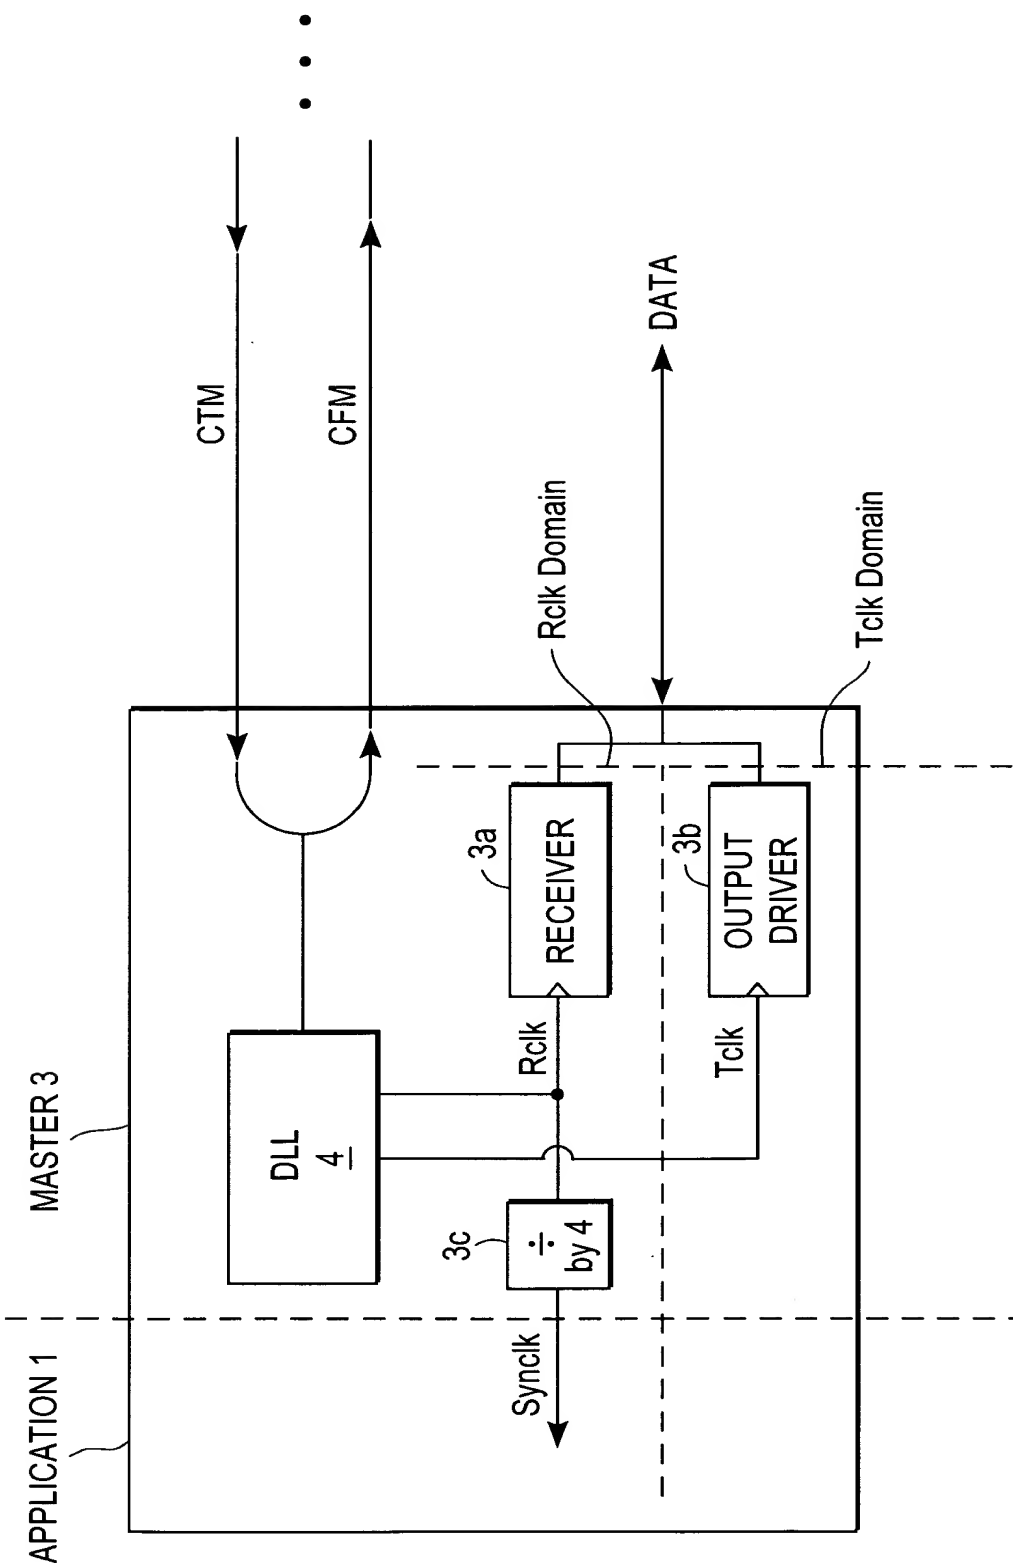 APPLICATION 1
MASTER 3
CTM
CFM
DLL
4
3c
÷
by 4
Synclk
Rclk
Tclk
3a
RECEIVER
3b
OUTPUT
DRIVER
Rclk Domain
Tclk Domain
DATA